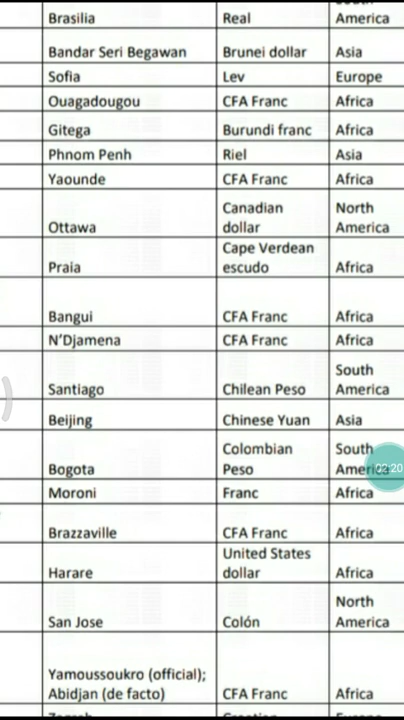 South
Brasilia Real America
Bandar Seri Begawan Brunei dollar Asia
Sofia Lev Europe
Ouagadougou CFA Franc Africa
Gitega Burundi franc Africa
Phnom Penh Riel Asia
Yaounde CFA Franc Africa
Canadian North
Ottawa dollar America
Cape Verdean
Praia escudo Africa
Bangui CFA Franc Africa
N'Djamena CFA Franc Africa
South
Santiago Chilean Peso America
Beijing Chinese Yuan Asia
Colombian South
Bogota Peso America
02:20
Moroni Franc Africa
Brazzaville CFA Franc Africa
United States
Harare dollar Africa
North
San Jose Colón America
Yamoussoukro (official);
Abidjan (de facto) CFA Franc Africa